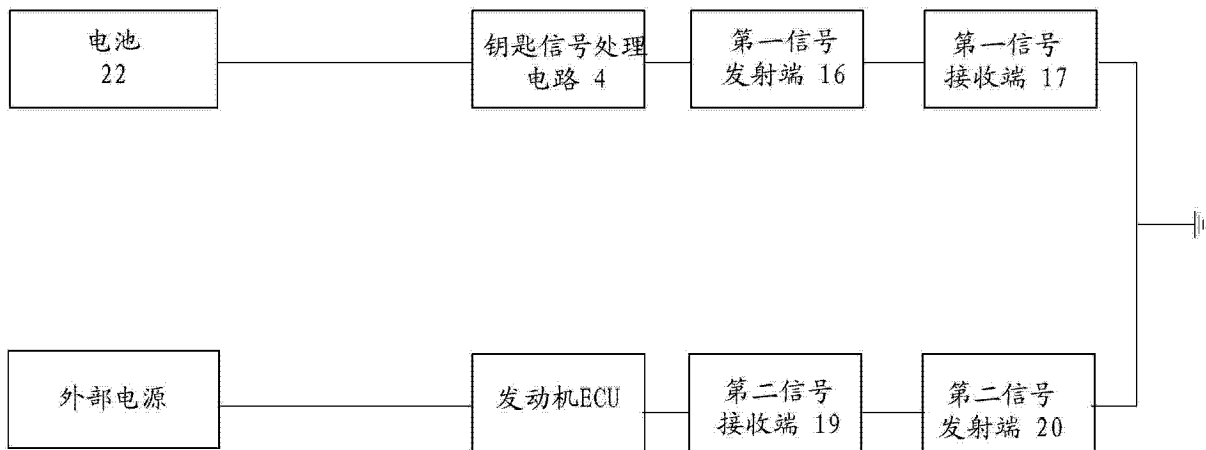 电池
22
钥匙信号处理
电路 4
第一信号
发射端 16
第一信号
接收端 17
外部电源
发动机ECU
第二信号
接收端 19
第二信号
发射端 20